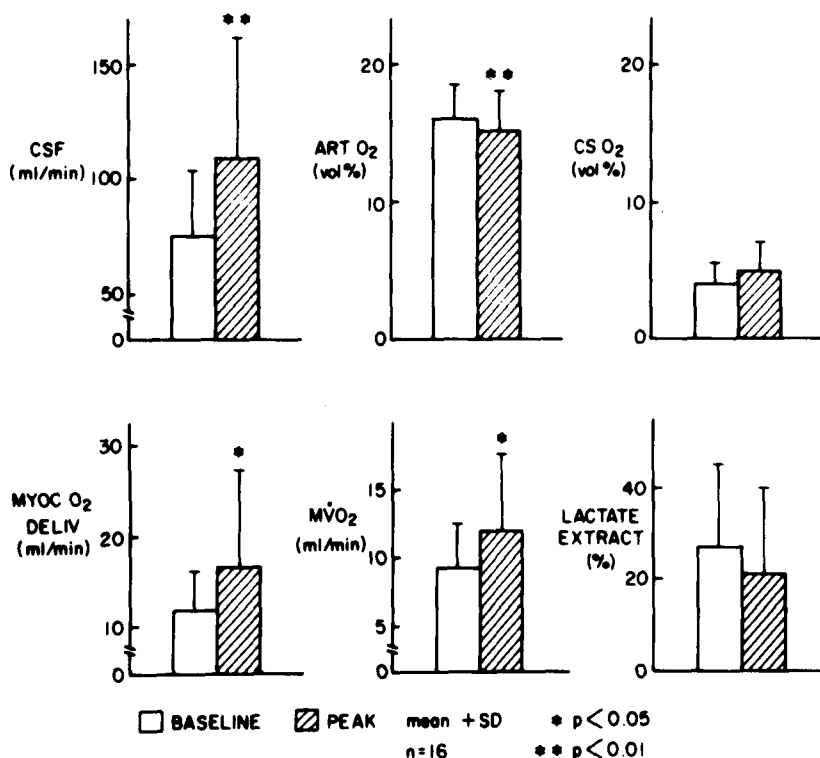 **
150
CSF
(ml/min)
100
50
0
20
**
ART O2
(vol%)
10
0
20
CS O2
(vol%)
10
0
30
*
MYOC O2
DELIV
(ml/min)
20
10
0
*
15
MV̇O2
(ml/min)
10
5
0
40
LACTATE
EXTRACT
(%)
20
0
BASELINE PEAK mean + SD * p < 0.05
n=16 ** p < 0.01